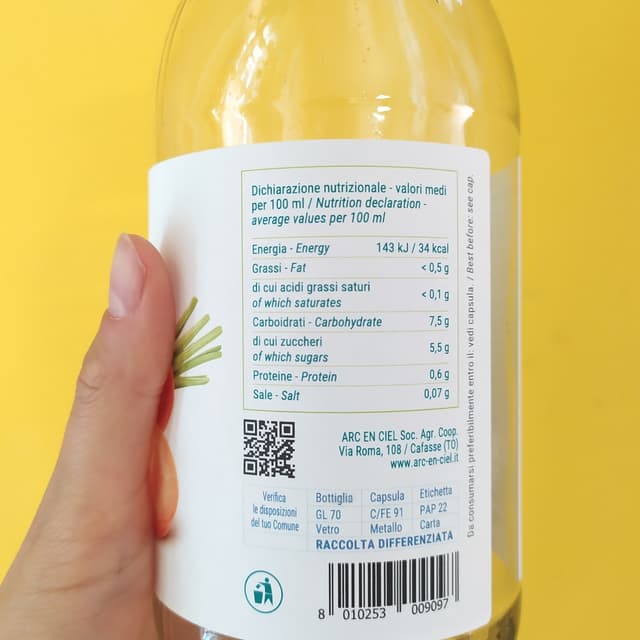 Dichiarazione nutrizionale - valori medi
per 100 ml / Nutrition declaration -
average values per 100 ml
Energia - Energy 143 kJ / 34 kcal
Grassi - Fat < 0,5 g
di cui acidi grassi saturi
of which saturates < 0,1 g
Carboidrati - Carbohydrate 7,5 g
di cui zuccheri
of which sugars 5,5 g
Proteine - Protein 0,6 g
Sale - Salt 0,07 g
Da consumarsi preferibilmente entro il: vedi capsula. / Best before: see cap.
ARC EN CIEL Soc. Agr. Coop.
Via Roma, 108 / Cafasse (TO)
www.arc-en-ciel.it
Verifica
le disposizioni
del tuo Comune
Bottiglia Capsula Etichetta
GL 70 C/FE 91 PAP 22
Vetro Metallo Carta
RACCOLTA DIFFERENZIATA
8 010253 009097